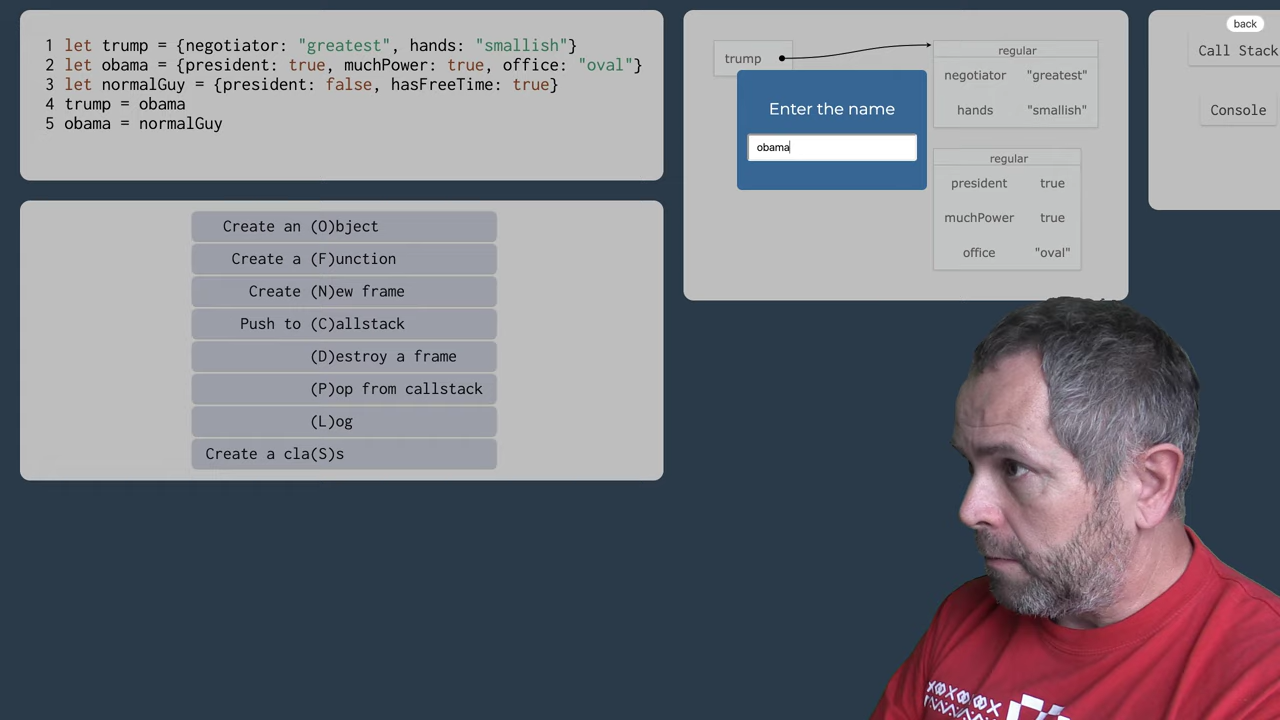 back
1 let trump = {negotiator: "greatest", hands: "smallish"}
2 let obama = {president: true, muchPower: true, office: "oval"}
3 let normalGuy = {president: false, hasFreeTime: true}
4 trump = obama
5 obama = normalGuy
Create an (O)bject
Create a (F)unction
Create (N)ew frame
Push to (C)allstack
(D)estroy a frame
(P)op from callstack
(L)og
Create a cla(S)s
trump
Enter the name
obama
regular
negotiator "greatest"
hands "smallish"
regular
president true
muchPower true
office "oval"
Call Stack
Console